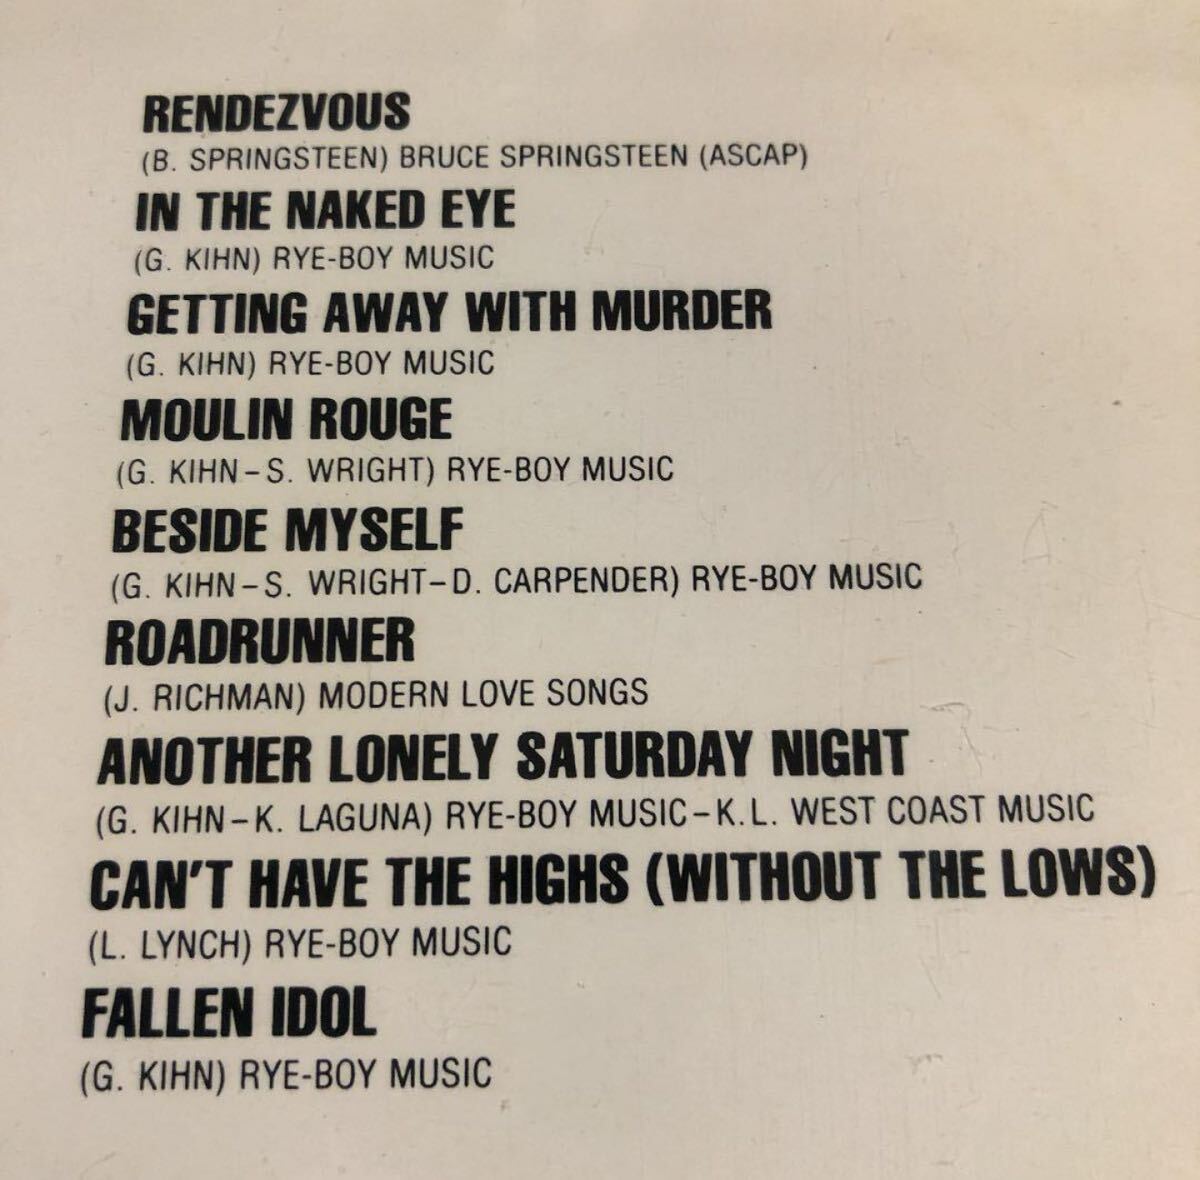 RENDEZVOUS
(B. SPRINGSTEEN) BRUCE SPRINGSTEEN (ASCAP)
IN THE NAKED EYE
(G. KIHN) RYE-BOY MUSIC
GETTING AWAY WITH MURDER
(G. KIHN) RYE-BOY MUSIC
MOULIN ROUGE
(G. KIHN–S. WRIGHT) RYE-BOY MUSIC
BESIDE MYSELF
(G. KIHN–S. WRIGHT–D. CARPENDER) RYE-BOY MUSIC
ROADRUNNER
(J. RICHMAN) MODERN LOVE SONGS
ANOTHER LONELY SATURDAY NIGHT
(G. KIHN–K. LAGUNA) RYE-BOY MUSIC–K.L. WEST COAST MUSIC
CAN'T HAVE THE HIGHS (WITHOUT THE LOWS)
(L. LYNCH) RYE-BOY MUSIC
FALLEN IDOL
(G. KIHN) RYE-BOY MUSIC